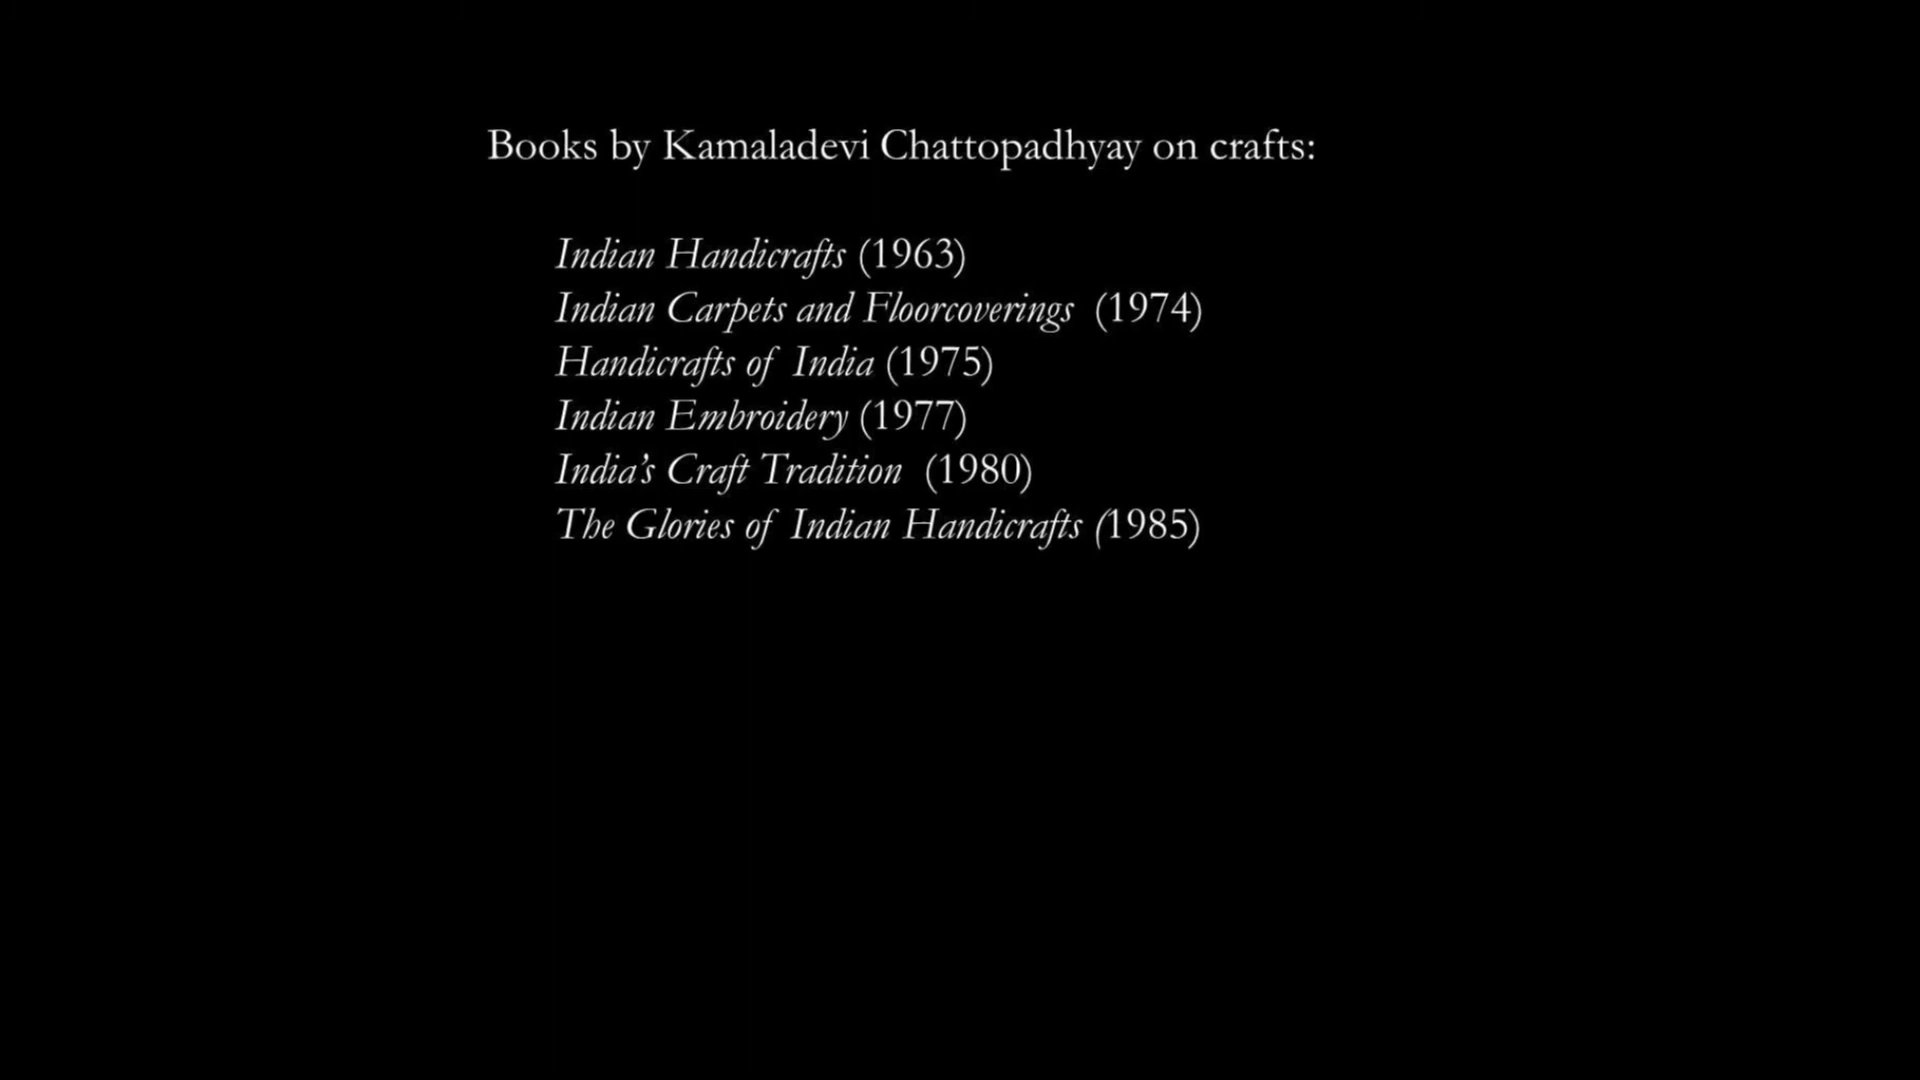 Books by Kamaladevi Chattopadhyay on crafts:
Indian Handicrafts (1963)
Indian Carpets and Floorcoverings (1974)
Handicrafts of India (1975)
Indian Embroidery (1977)
India’s Craft Tradition (1980)
The Glories of Indian Handicrafts (1985)